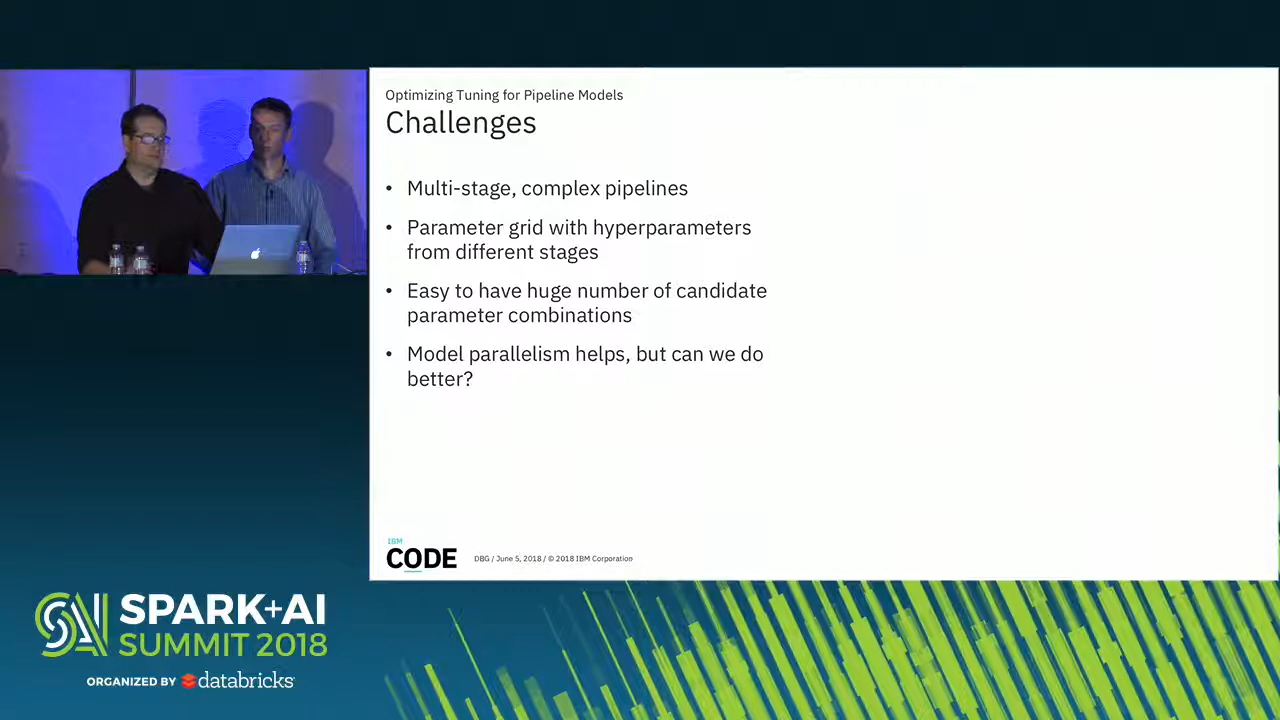 Optimizing Tuning for Pipeline Models
Challenges
• Multi-stage, complex pipelines
• Parameter grid with hyperparameters
from different stages
• Easy to have huge number of candidate
parameter combinations
• Model parallelism helps, but can we do
better?
IBM
CODE
DBG / June 5, 2018 / © 2018 IBM Corporation
SAI SPARK+AI
SUMMIT 2018
ORGANIZED BY databricks